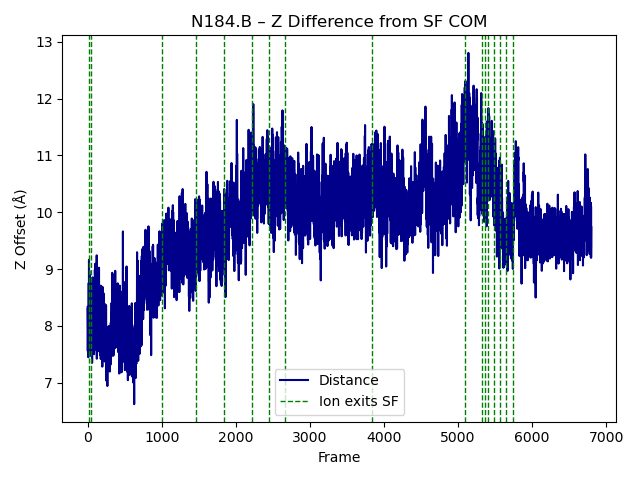 N184.B – Z Difference from SF COM
13
12
11
10
9
8
7
Z Offset (Å)
Distance
Ion exits SF
0 1000 2000 3000 4000 5000 6000 7000
Frame